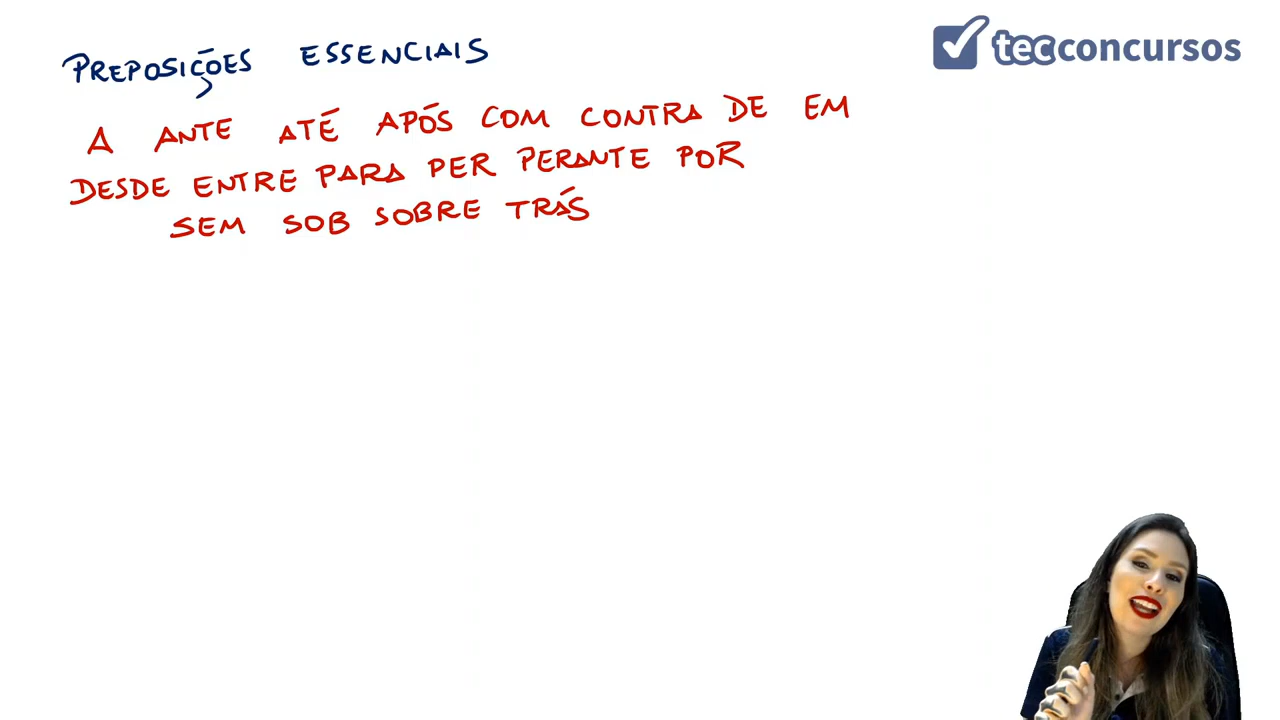 PREPOSIÇÕES ESSENCIAIS
tecconcursos
A ANTE ATÉ APÓS COM CONTRA DE EM
DESDE ENTRE PARA PER PERANTE POR
SEM SOB SOBRE TRÁS